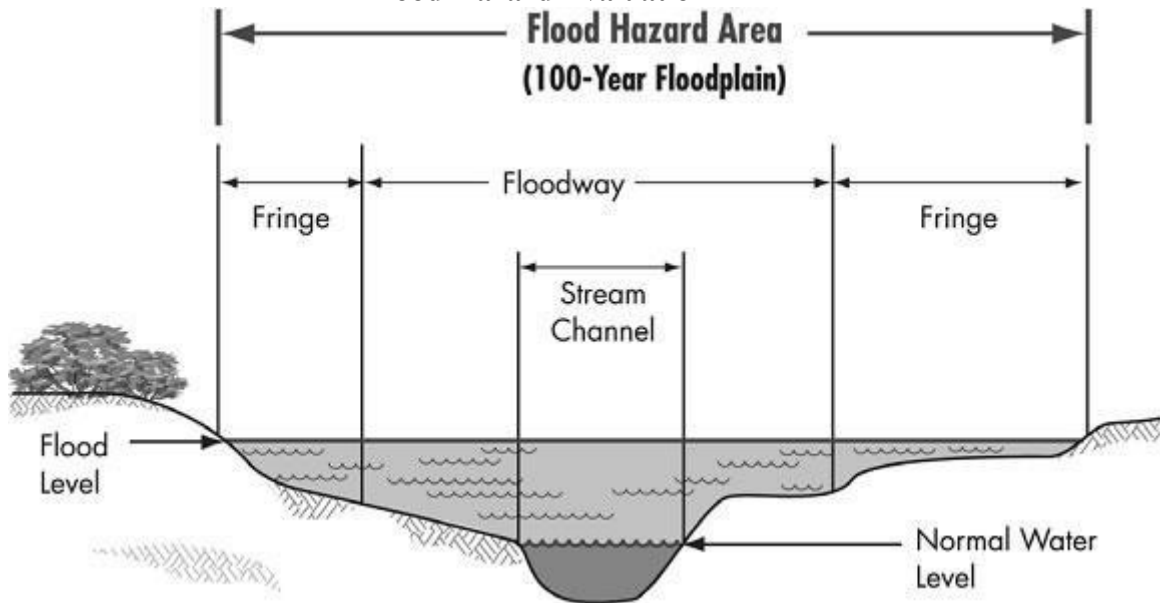 Flood Hazard Area
(100-Year Floodplain)
Floodway
Fringe
Fringe
Stream
Channel
Flood
Level
Normal Water
Level